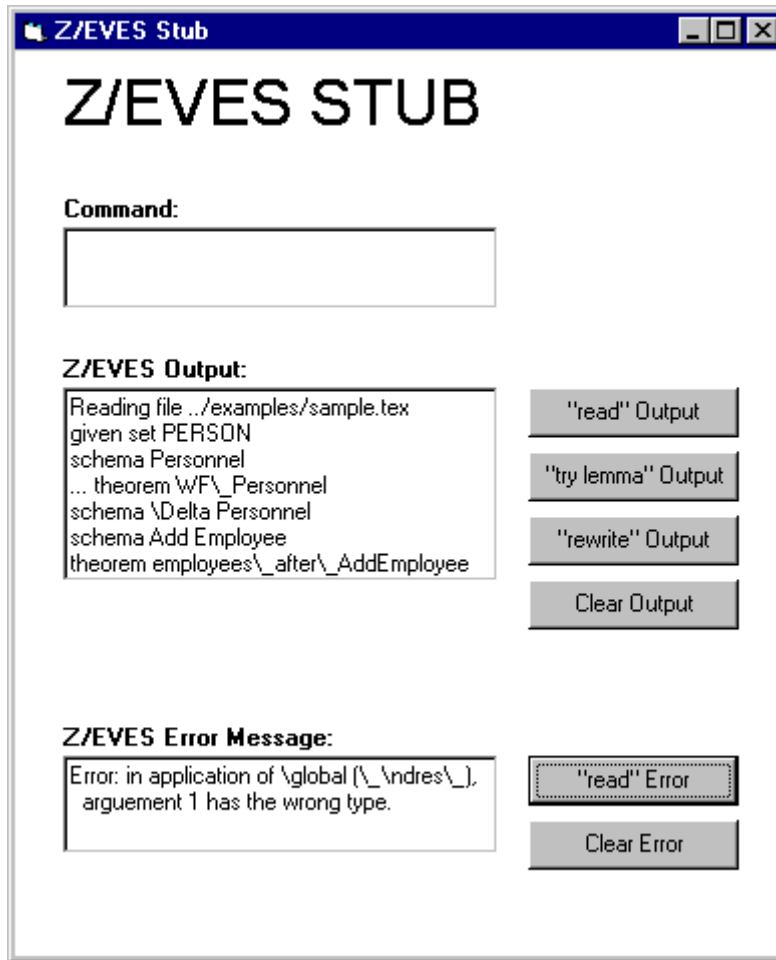 Z/EVES Stub
Z/EVES STUB
Command:
Z/EVES Output:
Reading file ../examples/sample.tex
given set PERSON
schema Personnel
... theorem WF\_Personnel
schema \Delta Personnel
schema Add Employee
theorem employees\_after\_AddEmployee
"read" Output
"try lemma" Output
"rewrite" Output
Clear Output
Z/EVES Error Message:
Error: in application of \global (\_\ndres\_),
arguement 1 has the wrong type.
"read" Error
Clear Error